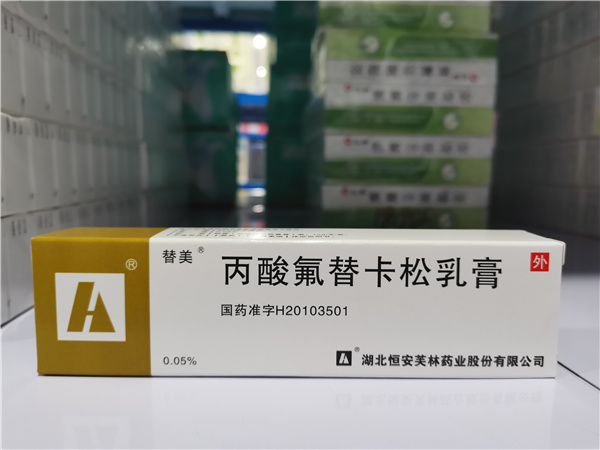 替美®
丙酸氟替卡松乳膏
外
国药准字H20103501
®
0.05%
® 湖北恒安芙林药业股份有限公司